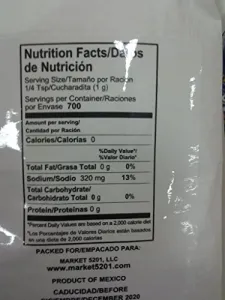 Nutrition Facts/Datos
de Nutrición
Serving Size/Tamaño por Ración
1/4 Tsp/Cucharadita (1 g)
Servings per Container/Raciones
por Envase 700
Amount per serving/
Cantidad por Ración
Calories/Calorías 0
%Daily Value*/
%Valor Diario*
Total Fat/Grasa Total 0 g 0%
Sodium/Sodio 320 mg 13%
Total Carbohydrate/
Carbohidrato Total 0 g 0%
Protein/Proteínas 0 g
*Percent Daily Values are based on a 2,000 calorie diet
*Los Porcentajes de Valores Diarios están basados
en una dieta de 2,000 calorías
PACKED FOR/EMPACADO PARA:
MARKET 5201, LLC
www.market5201.com
PRODUCT OF MEXICO
CADUCIDAD/BEFORE
DECEMBER 2020